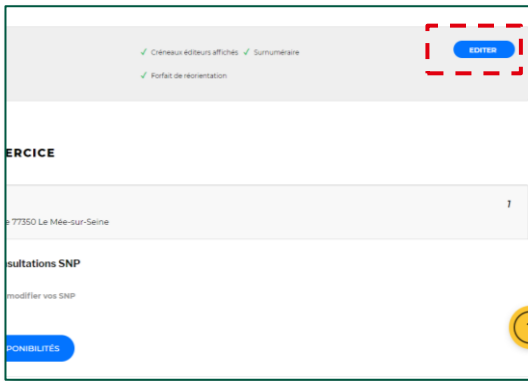 ✓ Créneaux éditeurs affichés ✓ Surnuméraire
EDITER
✓ Forfait de réorientation
ERCICE
1
e 77350 Le Mée-sur-Seine
sultations SNP
modifier vos SNP
PONIBILITÉS